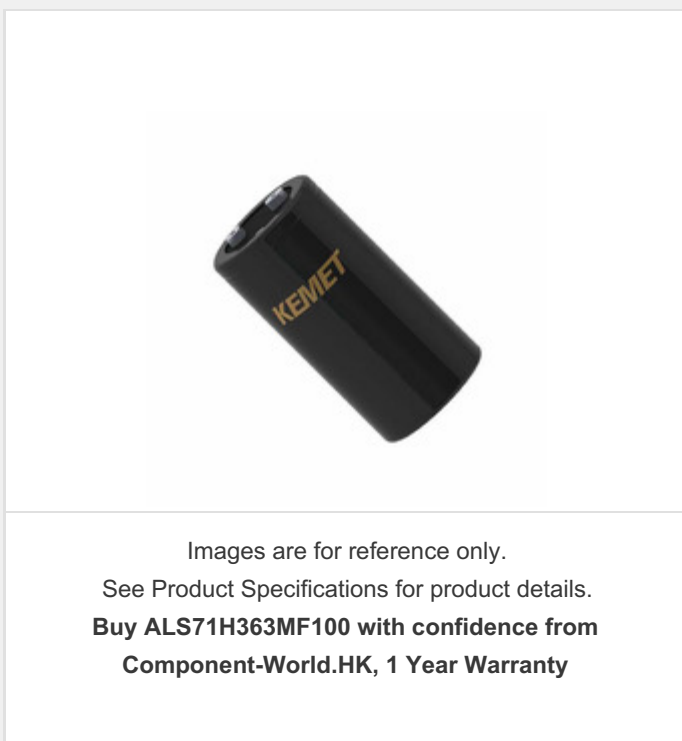 KEMET
Images are for reference only.
See Product Specifications for product details.
Buy ALS71H363MF100 with confidence from
Component-World.HK, 1 Year Warranty